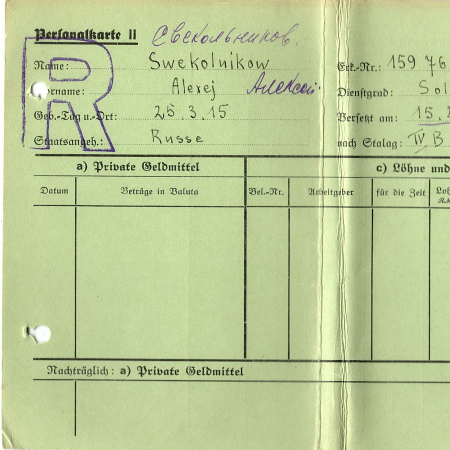 Personalkarte II Свекольников.
Name: Swekolnikow Erk.-Nr.: 159 76
Vorname: Alexej Алексей Dienstgrad: Sol
Geb.-Tag u. -Ort: 25.3.15 Versetzt am: 15.
Staatsangeh.: Russe nach Stalag: IV B
R
a) Private Geldmittel c) Löhne und
Datum Beträge in Valuta Bel.-Nr. Arbeitgeber für die Zeit
Nachträglich: a) Private Geldmittel